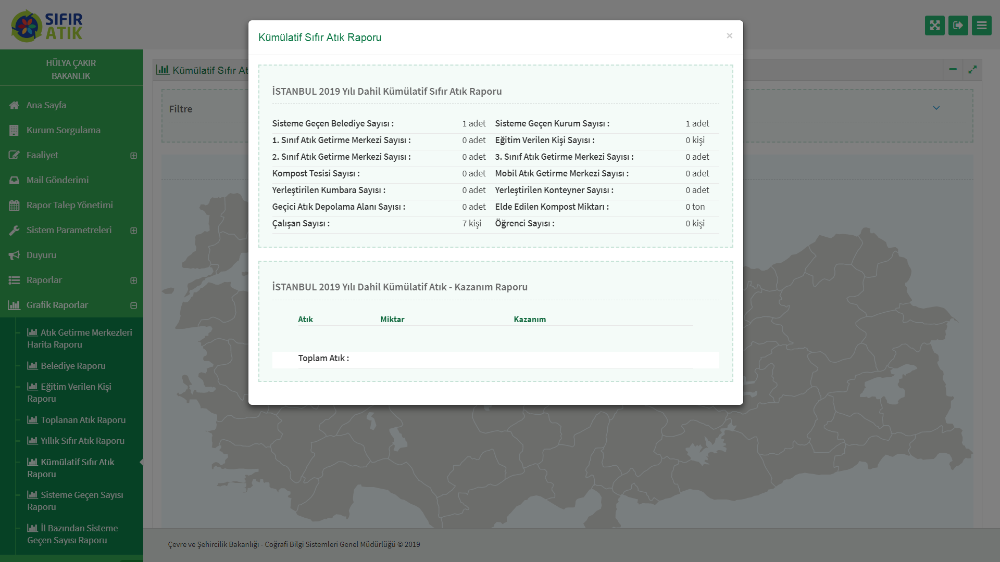 SIFIR
ATIK
HÜLYA ÇAKIR
BAKANLIK
Ana Sayfa
Kurum Sorgulama
Faaliyet
Mail Gönderimi
Rapor Talep Yönetimi
Sistem Parametreleri
Duyuru
Raporlar
Grafik Raporlar
Atık Getirme Merkezleri
Harita Raporu
Belediye Raporu
Eğitim Verilen Kişi
Raporu
Toplanan Atık Raporu
Yıllık Sıfır Atık Raporu
Kümülatif Sıfır Atık
Raporu
Sisteme Geçen Sayısı
Raporu
İl Bazından Sisteme
Geçen Sayısı Raporu
Kümülatif Sıfır At
Filtre
Kümülatif Sıfır Atık Raporu ×
İSTANBUL 2019 Yılı Dahil Kümülatif Sıfır Atık Raporu
Sisteme Geçen Belediye Sayısı : 1 adet Sisteme Geçen Kurum Sayısı : 1 adet
1. Sınıf Atık Getirme Merkezi Sayısı : 0 adet Eğitim Verilen Kişi Sayısı : 0 kişi
2. Sınıf Atık Getirme Merkezi Sayısı : 0 adet 3. Sınıf Atık Getirme Merkezi Sayısı : 0 adet
Kompost Tesisi Sayısı : 0 adet Mobil Atık Getirme Merkezi Sayısı : 0 adet
Yerleştirilen Kumbara Sayısı : 0 adet Yerleştirilen Konteyner Sayısı : 0 adet
Geçici Atık Depolama Alanı Sayısı : 0 adet Elde Edilen Kompost Miktarı : 0 ton
Çalışan Sayısı : 7 kişi Öğrenci Sayısı : 0 kişi
İSTANBUL 2019 Yılı Dahil Kümülatif Atık - Kazanım Raporu
Atık Miktar Kazanım
Toplam Atık :
Çevre ve Şehircilik Bakanlığı - Coğrafi Bilgi Sistemleri Genel Müdürlüğü © 2019